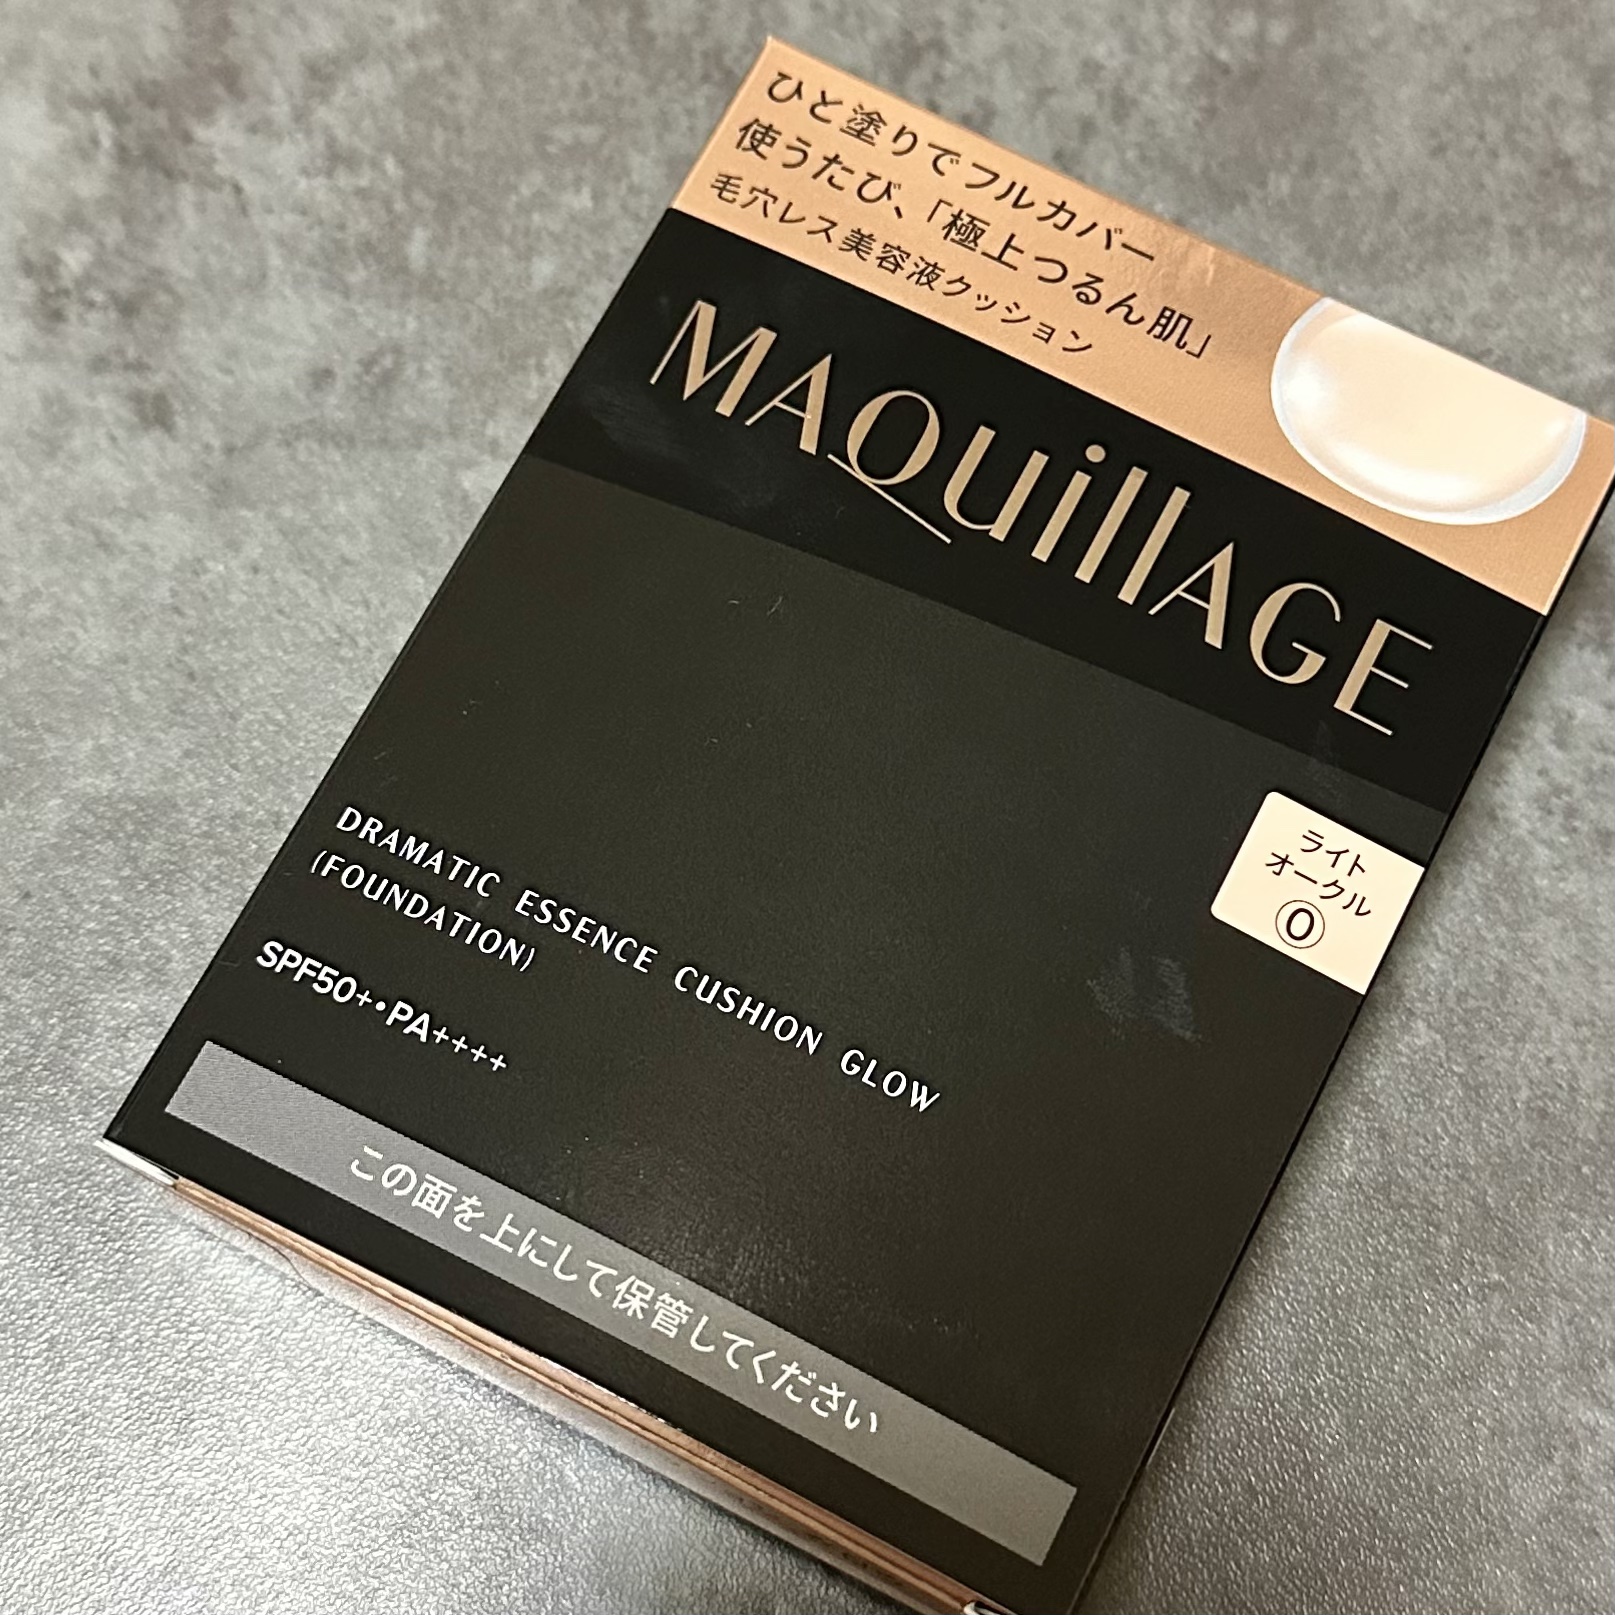 ひと塗りでフルカバー
使うたび、「極上つるん肌」
毛穴レス美容液クッション
MAQuillAGE
ライト
オークル
0
DRAMATIC ESSENCE CUSHION GLOW
(FOUNDATION)
SPF50+・PA++++
この面を上にして保管してください